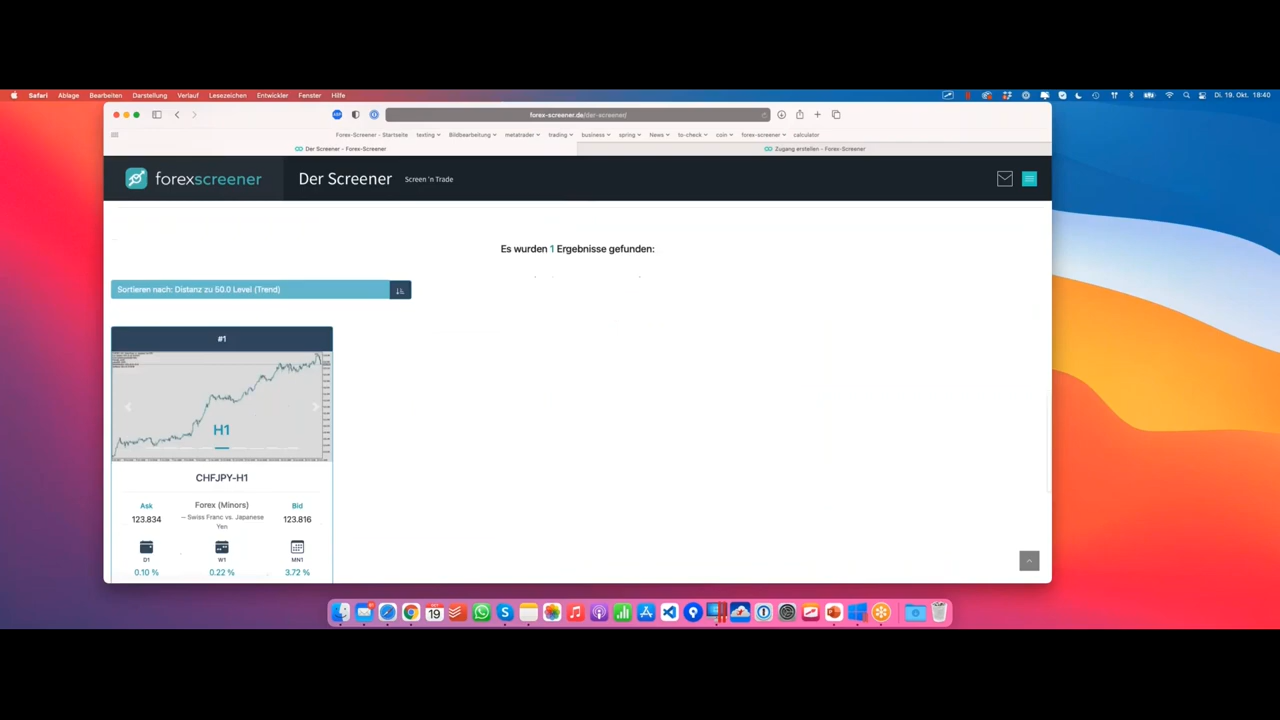 Safari Ablage Bearbeiten Darstellung Verlauf Lesezeichen Entwickler Fenster Hilfe Di. 19. Okt. 18:40
forex-screener.de/der-screener/
Forex-Screener - Startseite texting Bildbearbeitung metatrader trading business spring News to-check coin forex-screener calculator
Der Screener - Forex-Screener Zugang erstellen - Forex-Screener
forexscreener Der Screener Screen 'n Trade
Es wurden 1 Ergebnisse gefunden:
Sortieren nach: Distanz zu 50.0 Level (Trend)
#1
H1
CHFJPY-H1
Ask Forex (Minors) Bid
123.834 — Swiss Franc vs. Japanese 123.816
Yen
D1 W1 MN1
0.10 % 0.22 % 3.72 %
19